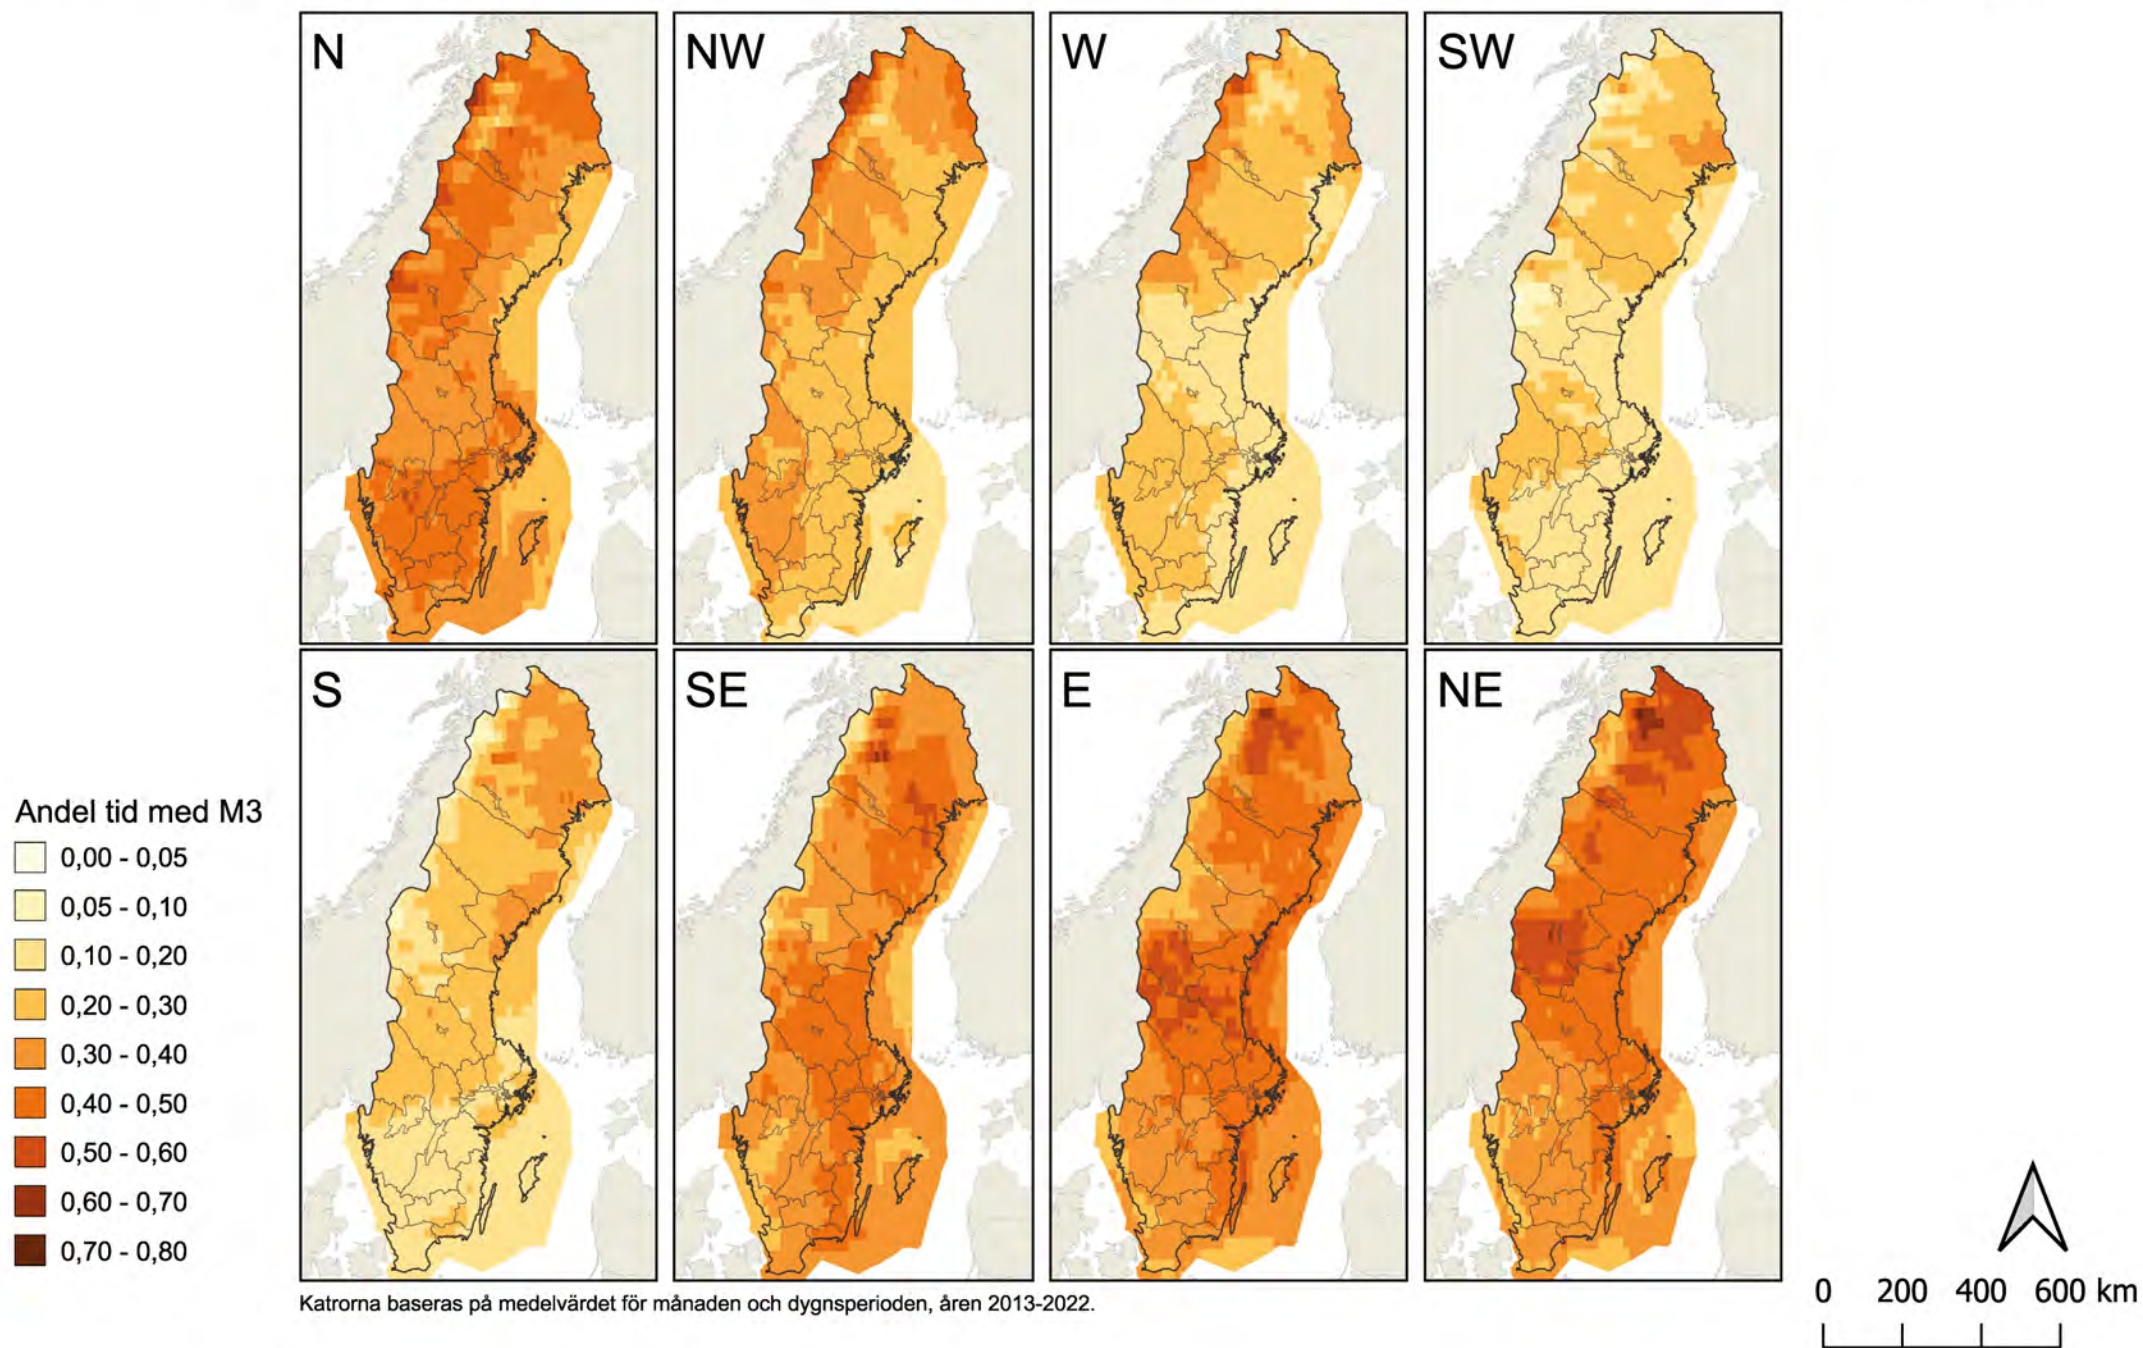 N
NW
W
SW
S
SE
E
NE
Andel tid med M3
0,00 - 0,05
0,05 - 0,10
0,10 - 0,20
0,20 - 0,30
0,30 - 0,40
0,40 - 0,50
0,50 - 0,60
0,60 - 0,70
0,70 - 0,80
Katrorna baseras på medelvärdet för månaden och dygnsperioden, åren 2013-2022.
0 200 400 600 km